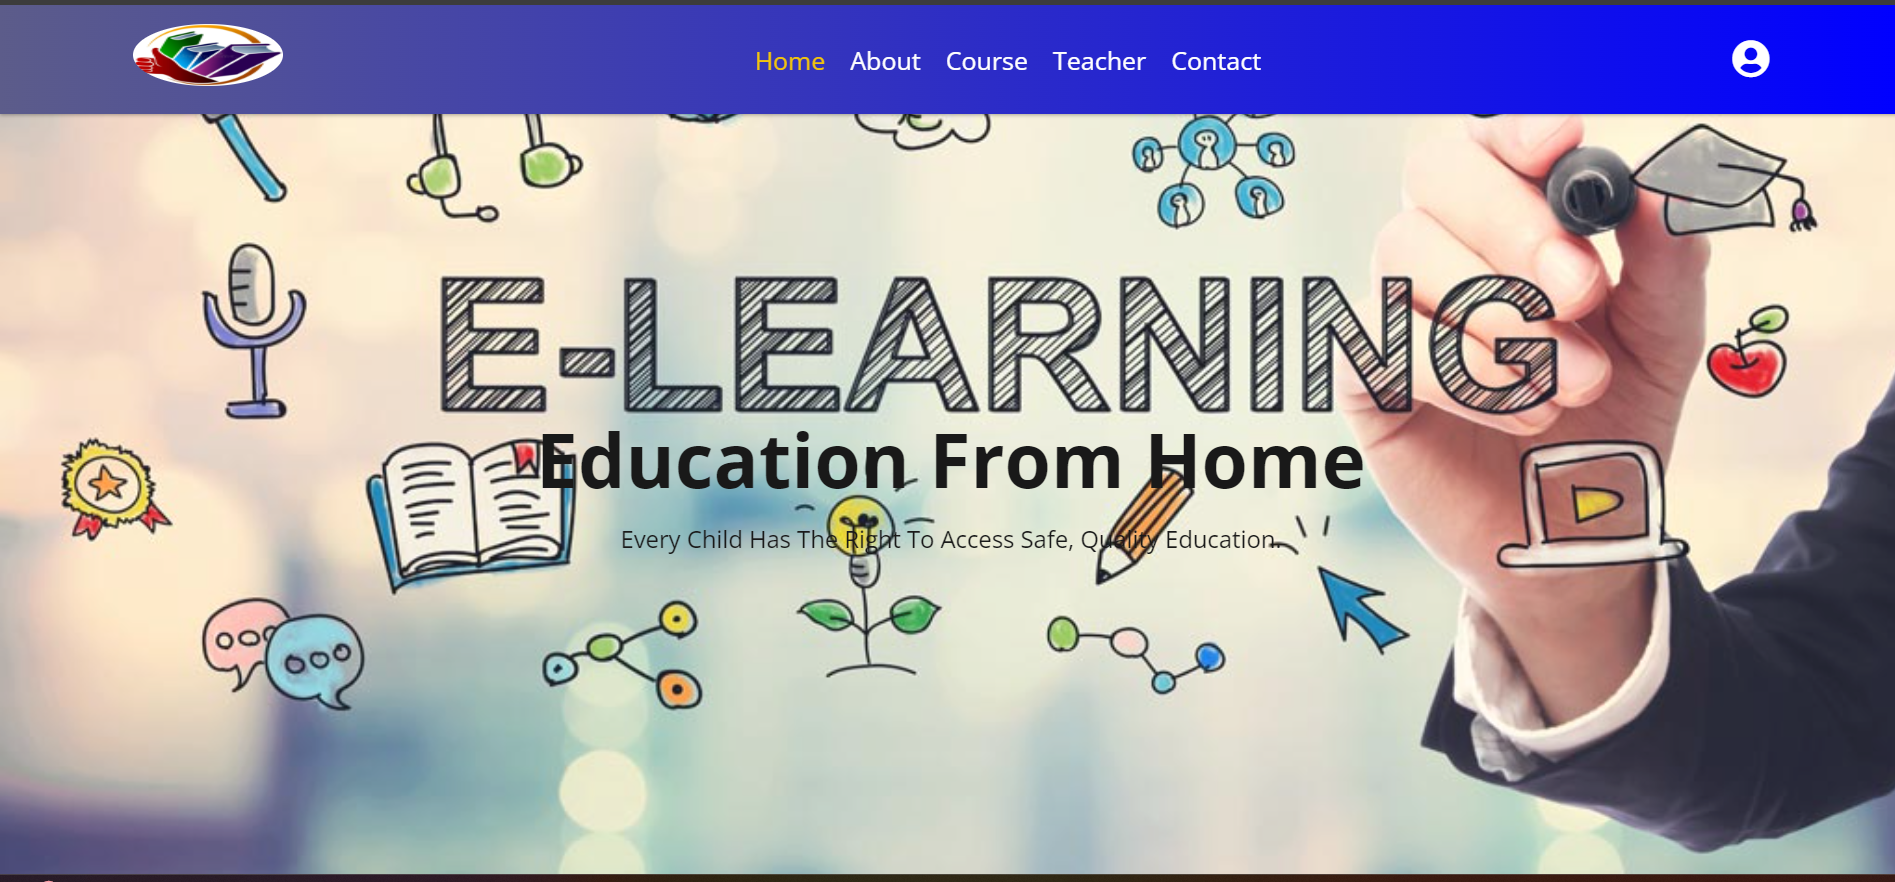 Home About Course Teacher Contact
E-LEARNING
Education From Home
Every Child Has The Right To Access Safe, Quality Education.